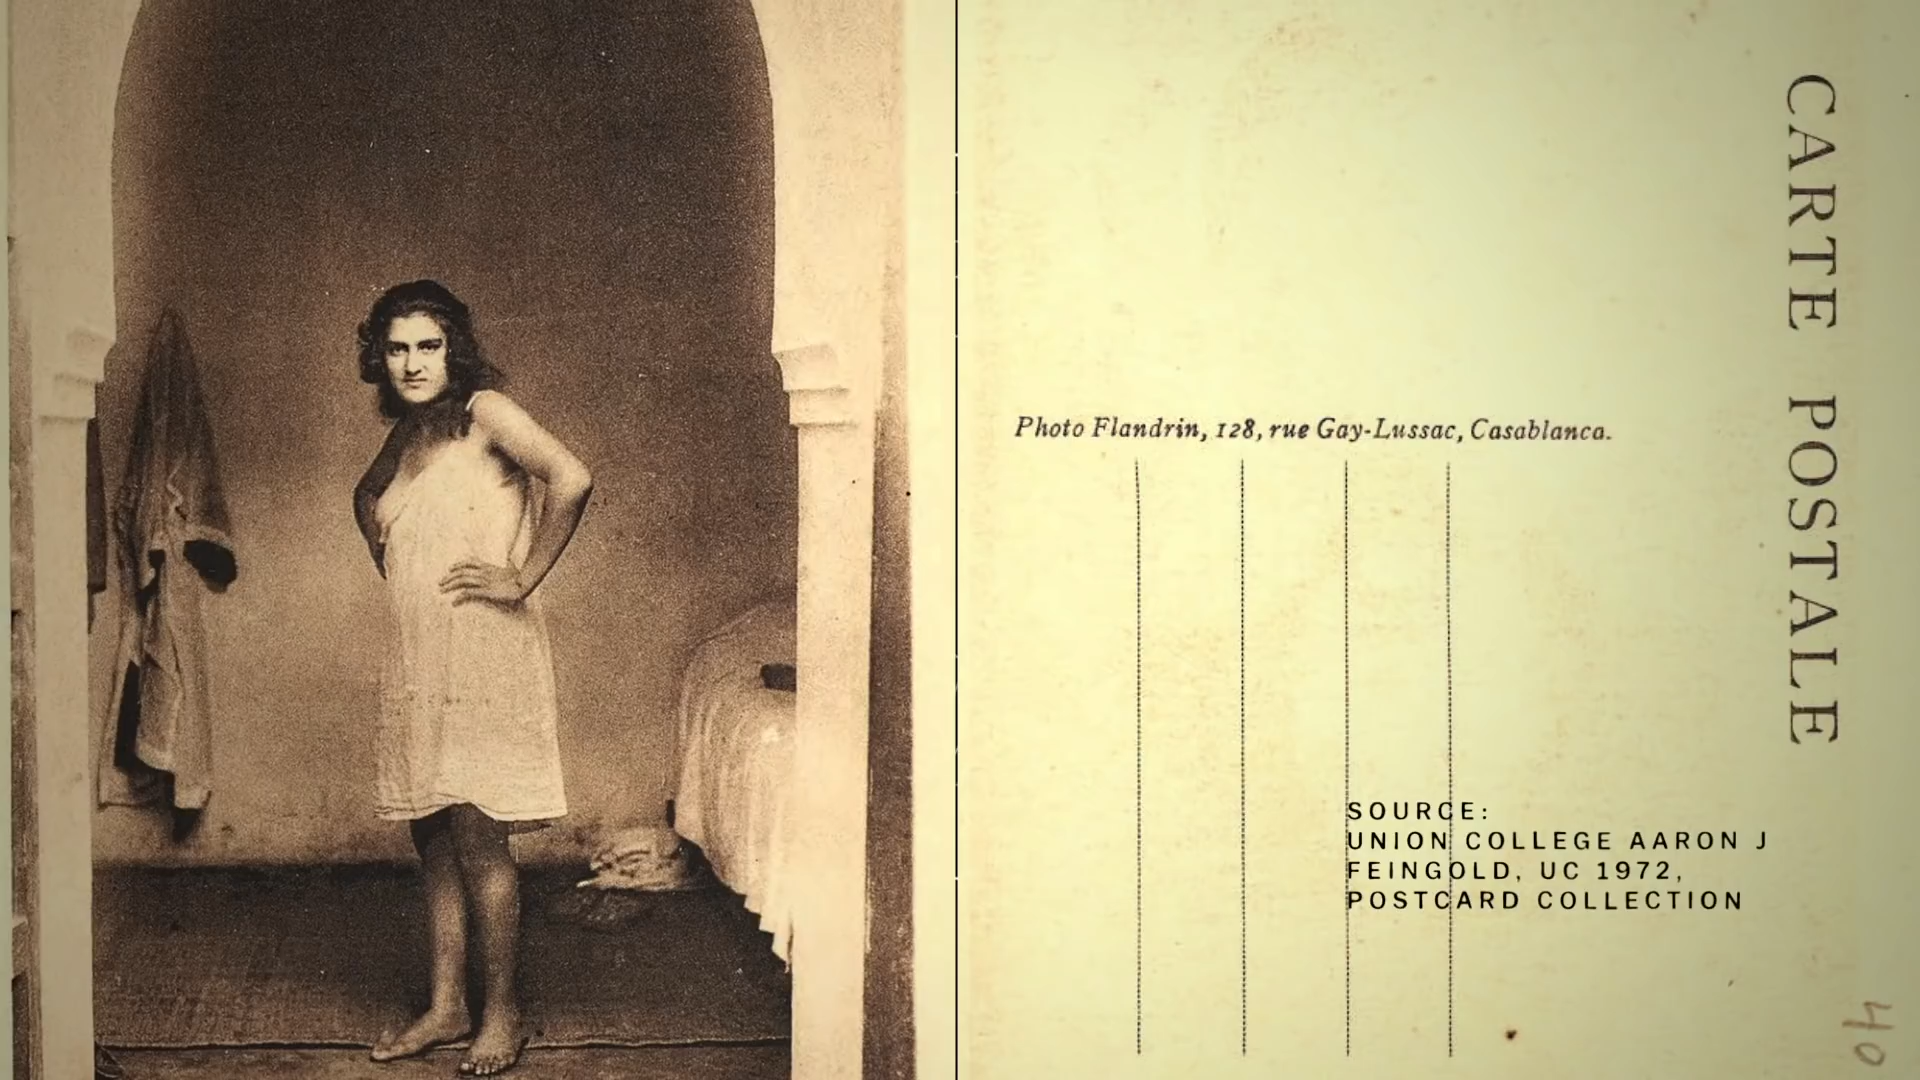 CARTE POSTALE
Photo Flandrin, 128, rue Gay-Lussac, Casablanca.
SOURCE:
UNION COLLEGE AARON J
FEINGOLD, UC 1972,
POSTCARD COLLECTION
40